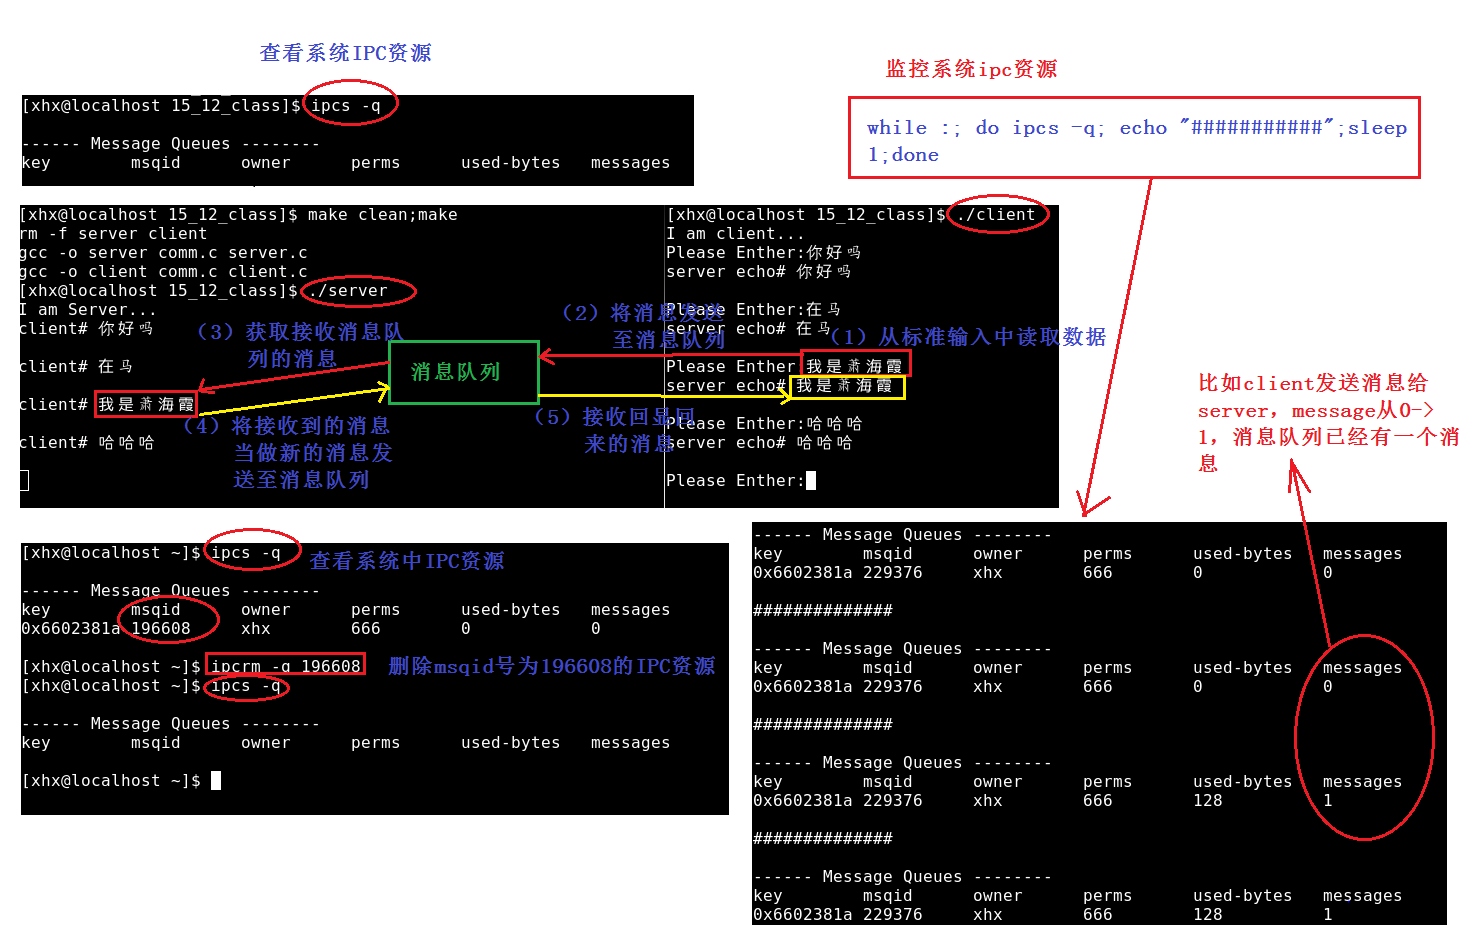 查看系统IPC资源
[xhx@localhost 15_12_class]$ ipcs -q
------ Message Queues --------
key msqid owner perms used-bytes messages
监控系统ipc资源
while :; do ipcs -q; echo "###########";sleep
1;done
[xhx@localhost 15_12_class]$ make clean;make
rm -f server client
gcc -o server comm.c server.c
gcc -o client comm.c client.c
[xhx@localhost 15_12_class]$ ./server
I am Server...
client# 你好吗
client# 在马
client# 我是萧海霞
client# 哈哈哈
[xhx@localhost 15_12_class]$ ./client
I am client...
Please Enther:你好吗
server echo# 你好吗
Please Enther:在马
server echo# 在马
Please Enther 我是萧海霞
server echo# 我是萧海霞
Please Enther:哈哈哈
server echo# 哈哈哈
Please Enther:
(1) 从标准输入中读取数据
(2) 将消息发送
至消息队列
(3) 获取接收消息队
列的消息
消息队列
(4) 将接收到的消息
当做新的消息发
送至消息队列
(5) 接收回显回
来的消息
比如client发送消息给
server, message从0->
1, 消息队列已经有一个消
息
[xhx@localhost ~]$ ipcs -q
查看系统中IPC资源
------ Message Queues --------
key msqid owner perms used-bytes messages
0x6602381a 196608 xhx 666 0 0
[xhx@localhost ~]$ ipcrm -q 196608
删除msqid号为196608的IPC资源
[xhx@localhost ~]$ ipcs -q
------ Message Queues --------
key msqid owner perms used-bytes messages
[xhx@localhost ~]$
------ Message Queues --------
key msqid owner perms used-bytes messages
0x6602381a 229376 xhx 666 0 0
##############
------ Message Queues --------
key msqid owner perms used-bytes messages
0x6602381a 229376 xhx 666 0 0
##############
------ Message Queues --------
key msqid owner perms used-bytes messages
0x6602381a 229376 xhx 666 128 1
##############
------ Message Queues --------
key msqid owner perms used-bytes messages
0x6602381a 229376 xhx 666 128 1